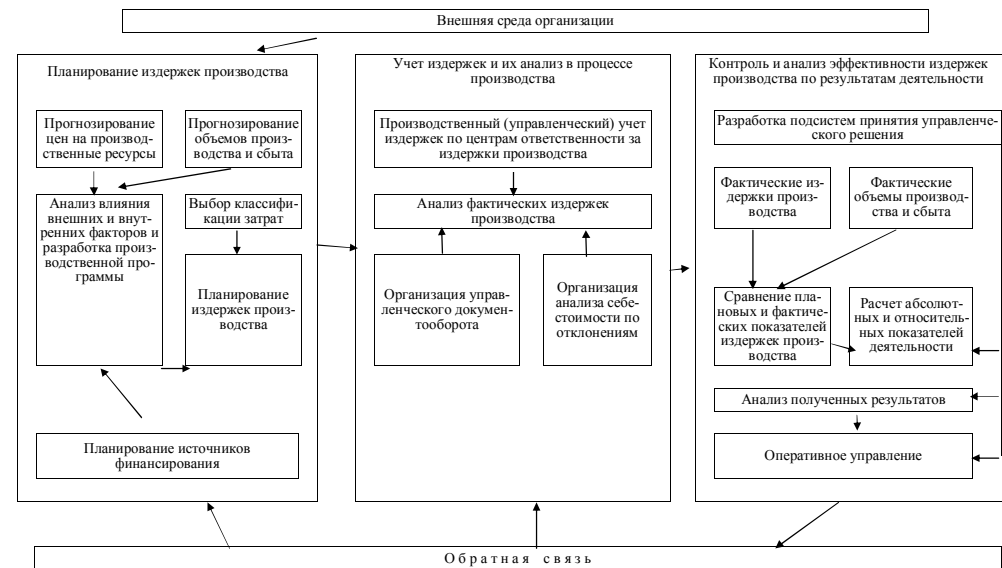 Внешняя среда организации
Планирование издержек производства
Прогнозирование
цен на производ-
ственные ресурсы
Прогнозирование
объемов произ-
водства и сбыта
Анализ влияния
внешних и внут-
ренних факторов и
разработка произ-
водственной про-
граммы
Выбор классифи-
кации затрат
Планирование
издержек произ-
водства
Планирование источников
финансирования
Учет издержек и их анализ в процессе
производства
Производственный (управленческий) учет
издержек по центрам ответственности за
издержки производства
Анализ фактических издержек
производства
Организация управ-
ленческого докумен-
тооборота
Организация
анализа себе-
стоимости по
отклонениям
Контроль и анализ эффективности издержек
производства по результатам деятельности
Разработка подсистем принятия управленче-
ского решения
Фактические из-
держки произ-
водства
Фактические
объемы производ-
ства и сбыта
Сравнение пла-
новых и фактиче-
ских показателей
издержек произ-
водства
Расчет абсолют-
ных и относитель-
ных показателей
деятельности
Анализ полученных результатов
Оперативное управление
Обратная связь